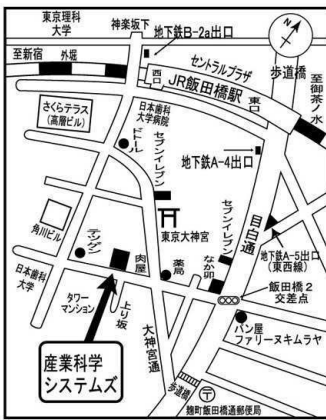 東京理科
大学
神楽坂下
地下鉄B-2a出口
N
至新宿
外堀
セントラルプラザ
西口
JR飯田橋駅
東口
歩道橋
至御茶ノ水
さくらテラス
(高層ビル)
日本歯科
大学病院
ドトール
セブンイレブン
地下鉄A-4出口
角川ビル
テンゲン
肉屋
東京大神宮
薬局
セブンイレブン
なか卯
目白通
地下鉄A-5出口
(東西線)
日本歯科
大学
タワー
マンション
上り坂
大神宮通
飯田橋2
交差点
パン屋
ファリーヌキムラヤ
産業科学
システムズ
歩道橋
〒
麹町飯田橋通郵便局